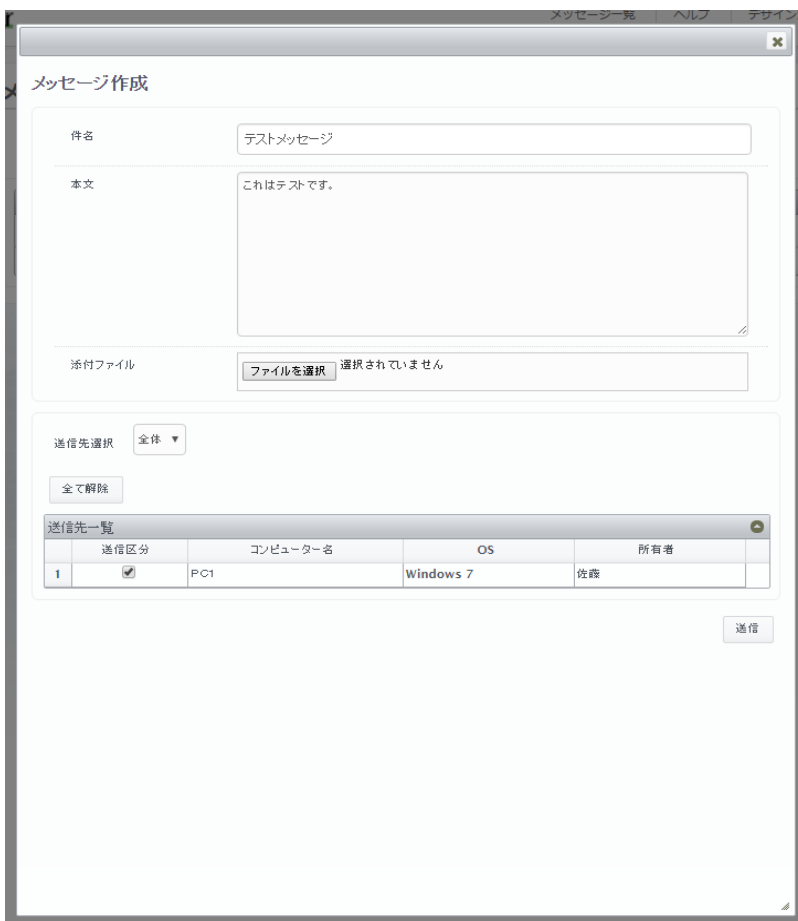 r
メッセージ一覧 ヘルプ デザイン
メッセージ作成
件名 テストメッセージ
本文 これはテストです。
添付ファイル ファイルを選択 選択されていません
送信先選択 全体
全て解除
送信先一覧
送信区分 コンピューター名 OS 所有者
1 PC1 Windows 7 佐藤
送信